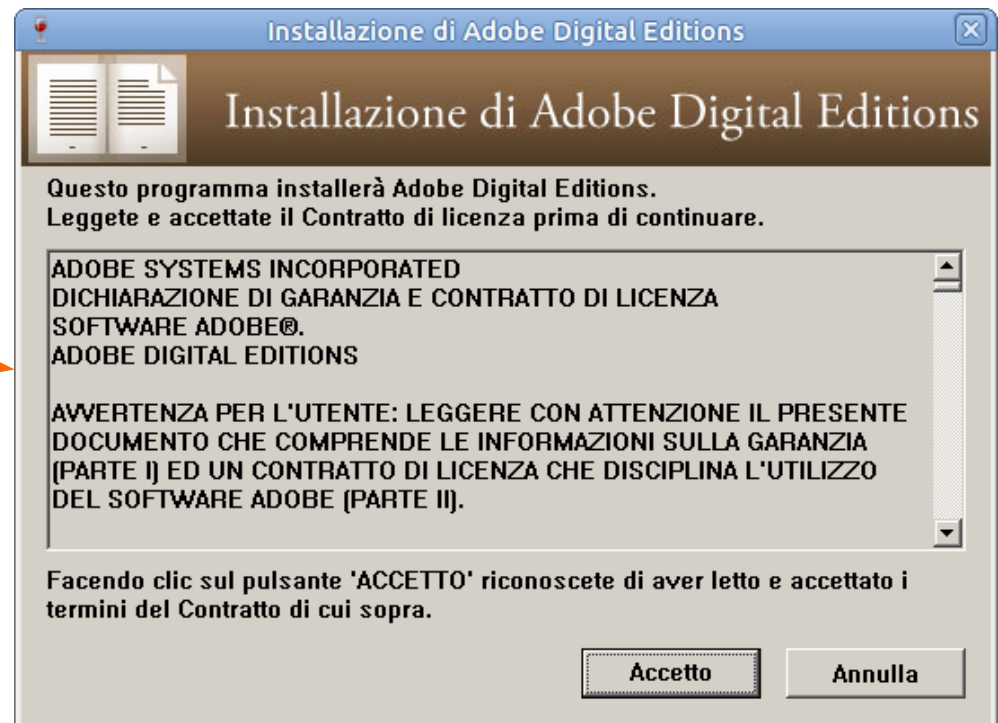 Installazione di Adobe Digital Editions
Installazione di Adobe Digital Editions
Questo programma installerà Adobe Digital Editions.
Leggete e accettate il Contratto di licenza prima di continuare.
ADOBE SYSTEMS INCORPORATED
DICHIARAZIONE DI GARANZIA E CONTRATTO DI LICENZA
SOFTWARE ADOBE®.
ADOBE DIGITAL EDITIONS
AVVERTENZA PER L'UTENTE: LEGGERE CON ATTENZIONE IL PRESENTE
DOCUMENTO CHE COMPRENDE LE INFORMAZIONI SULLA GARANZIA
(PARTE I) ED UN CONTRATTO DI LICENZA CHE DISCIPLINA L'UTILIZZO
DEL SOFTWARE ADOBE (PARTE II).
Facendo clic sul pulsante 'ACCETTO' riconoscete di aver letto e accettato i
termini del Contratto di cui sopra.
Accetto Annulla